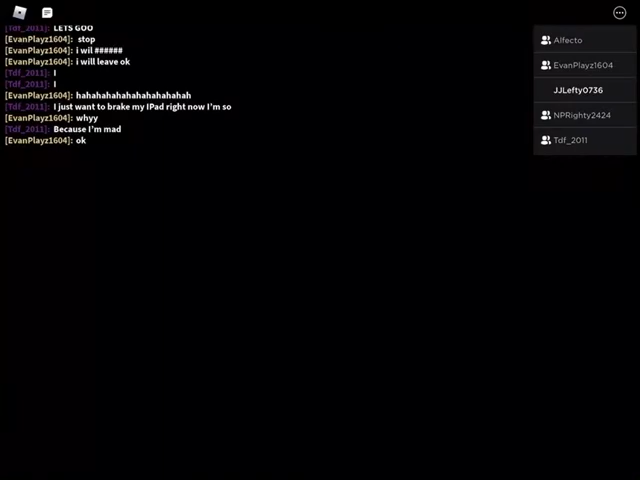 [Tdf_2011]: LETS GOO
[EvanPlayz1604]: stop
[EvanPlayz1604]: i wil ######
[EvanPlayz1604]: i will leave ok
[Tdf_2011]: I
[Tdf_2011]: I
[EvanPlayz1604]: hahahahahahahahahahah
[Tdf_2011]: I just want to brake my IPad right now I'm so
[EvanPlayz1604]: whyy
[Tdf_2011]: Because I'm mad
[EvanPlayz1604]: ok
Alfecto
EvanPlayz1604
JJLefty0736
NPRighty2424
Tdf_2011